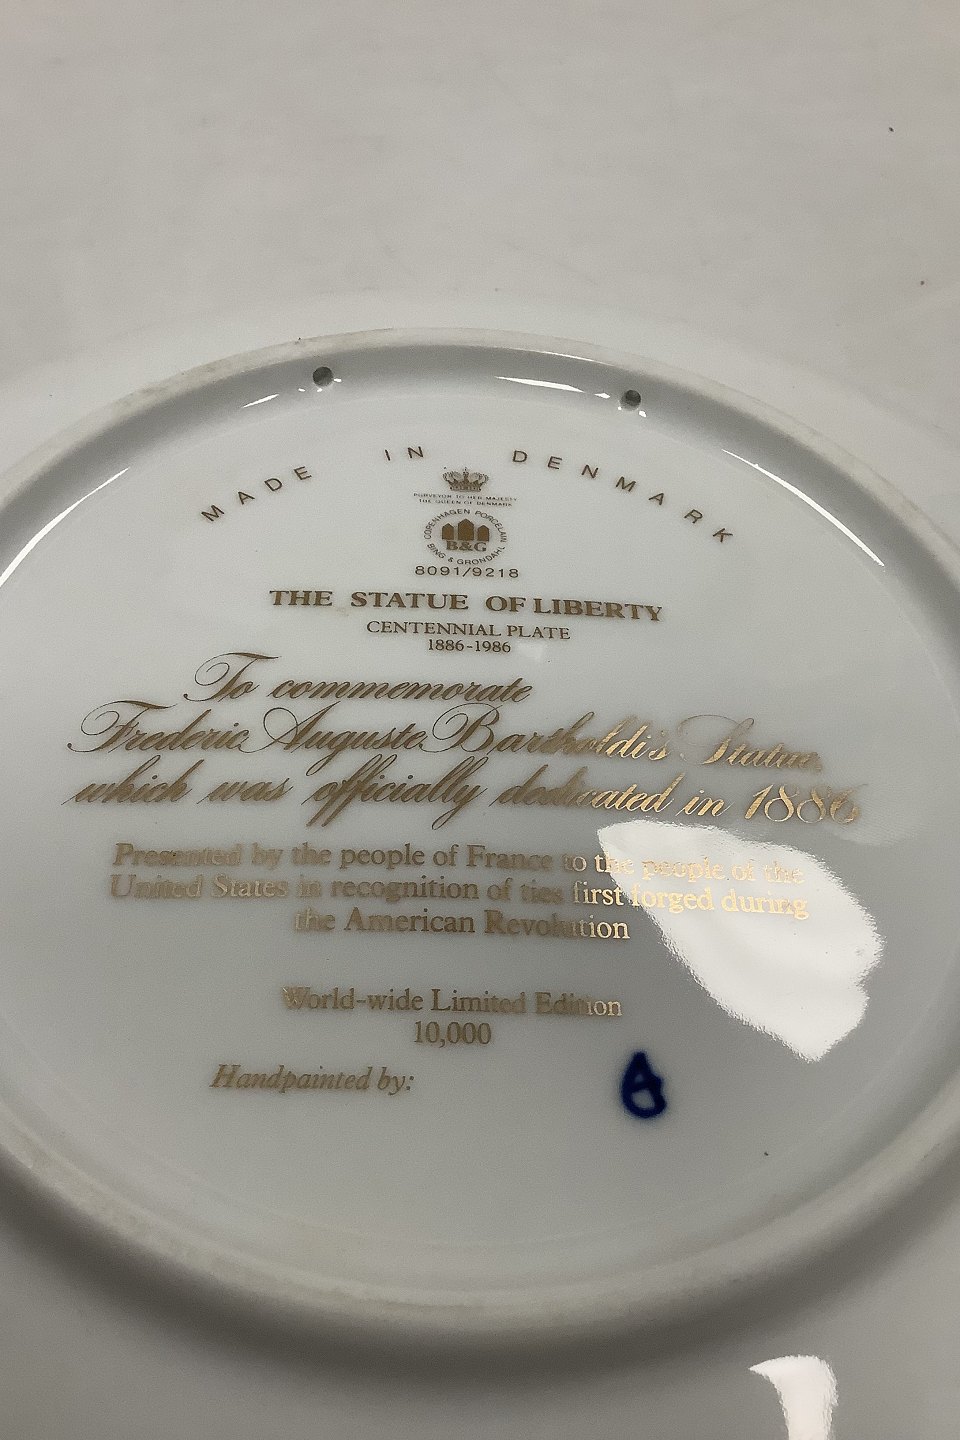 MADE IN DENMARK
PURVEYOR TO HER MAJESTY
THE QUEEN OF DENMARK
COPENHAGEN PORCELAIN
B&G
BING & GRONDAHL
8091/9218
THE STATUE OF LIBERTY
CENTENNIAL PLATE
1886-1986
To commemorate
Frederic Auguste Bartholdi's Statue,
which was officially dedicated in 1886
Presented by the people of France to the people of the
United States in recognition of ties first forged during
the American Revolution
World-wide Limited Edition
10,000
Handpainted by: